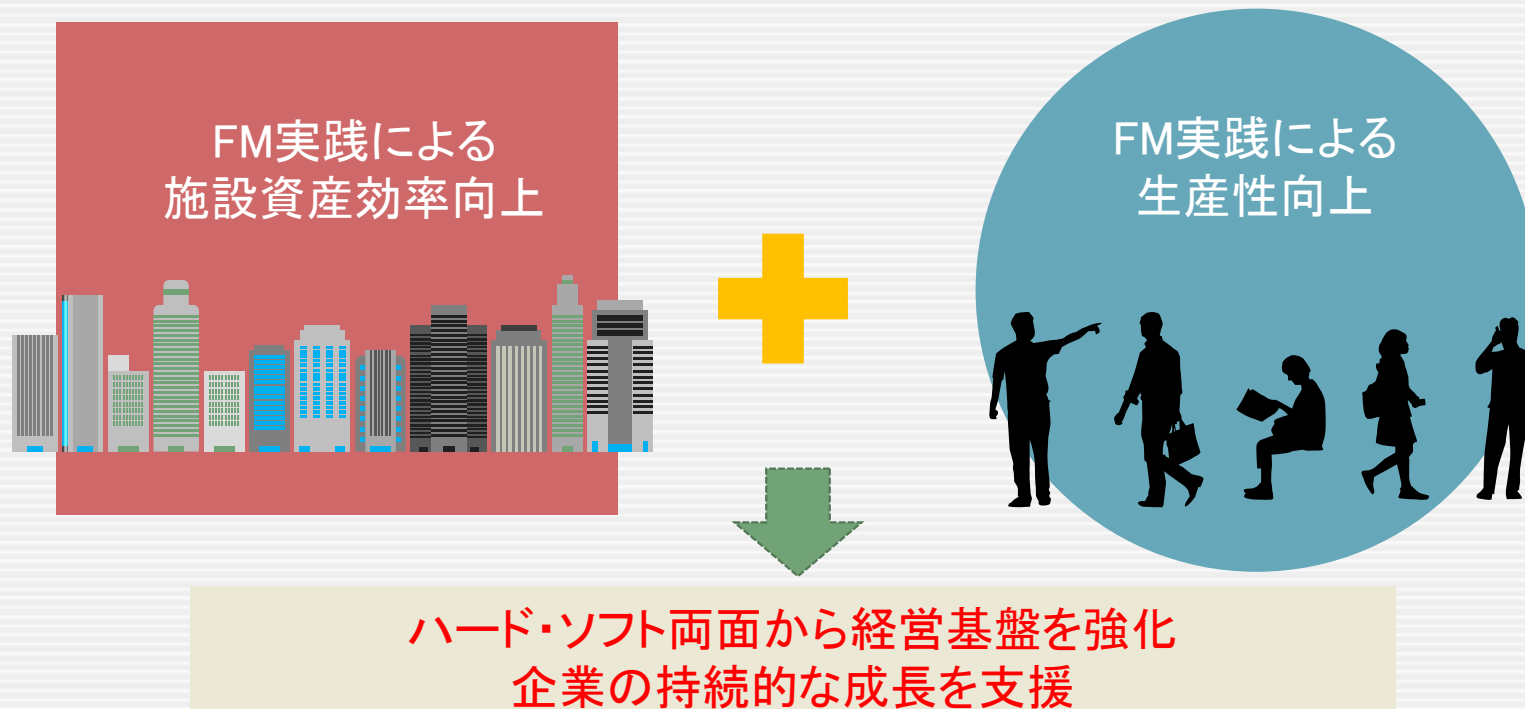 FM実践による
施設資産効率向上
FM実践による
生産性向上
ハード・ソフト両面から経営基盤を強化
企業の持続的な成長を支援